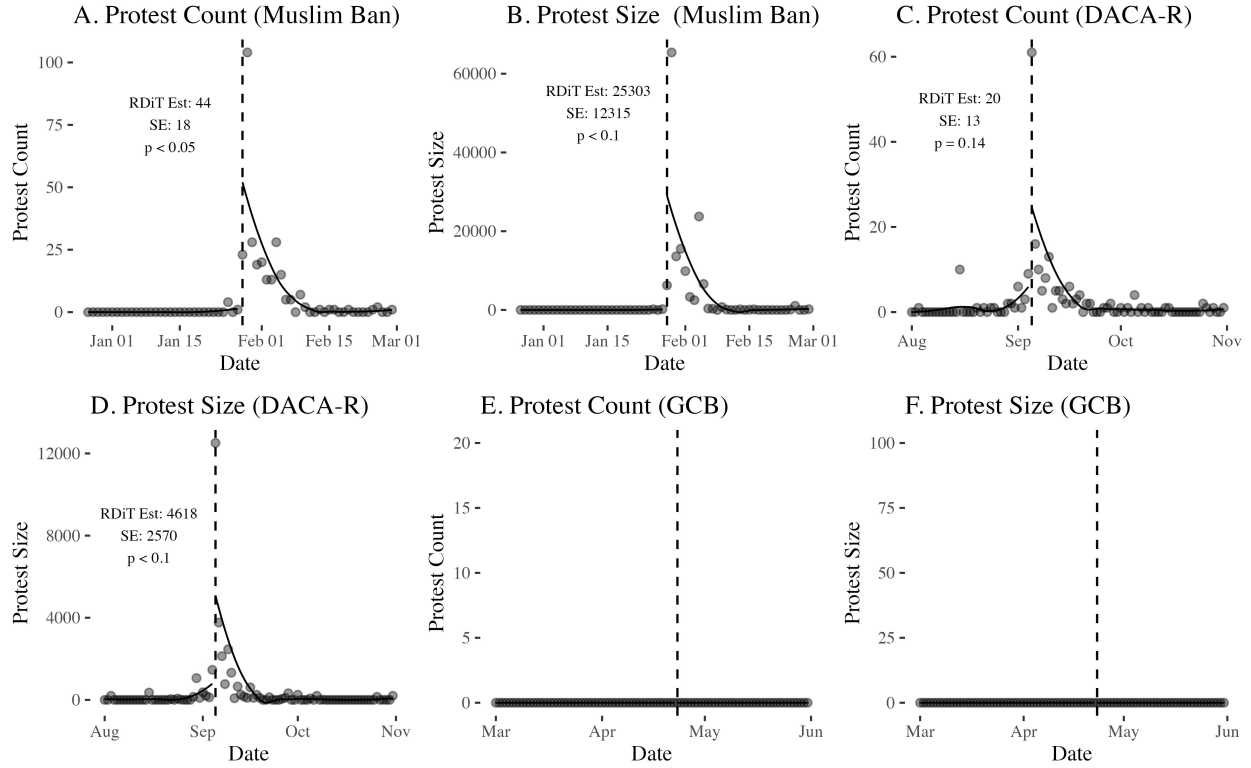 A. Protest Count (Muslim Ban)
Protest Count
100
75
50
25
0
RDiT Est: 44
SE: 18
p < 0.05
Jan 01 Jan 15 Feb 01 Feb 15 Mar 01
Date
B. Protest Size (Muslim Ban)
Protest Size
60000
40000
20000
0
RDiT Est: 25303
SE: 12315
p < 0.1
Jan 01 Jan 15 Feb 01 Feb 15 Mar 01
Date
C. Protest Count (DACA-R)
Protest Count
60
40
20
0
RDiT Est: 20
SE: 13
p = 0.14
Aug Sep Oct Nov
Date
D. Protest Size (DACA-R)
Protest Size
12000
8000
4000
0
RDiT Est: 4618
SE: 2570
p < 0.1
Aug Sep Oct Nov
Date
E. Protest Count (GCB)
Protest Count
20
15
10
5
0
Mar Apr May Jun
Date
F. Protest Size (GCB)
Protest Size
100
75
50
25
0
Mar Apr May Jun
Date